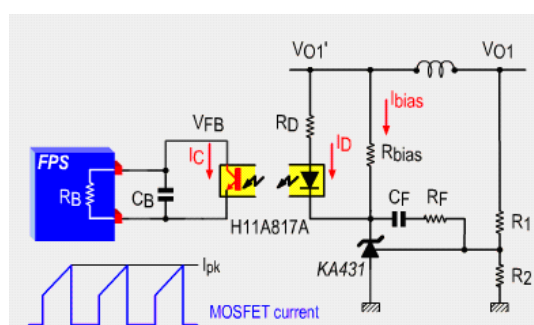 VO1'
VO1
Ibias
RD
VFB
IC
ID
Rbias
FPS
RB
CB
CF
RF
H11A817A
R1
KA431
R2
Ipk
MOSFET current